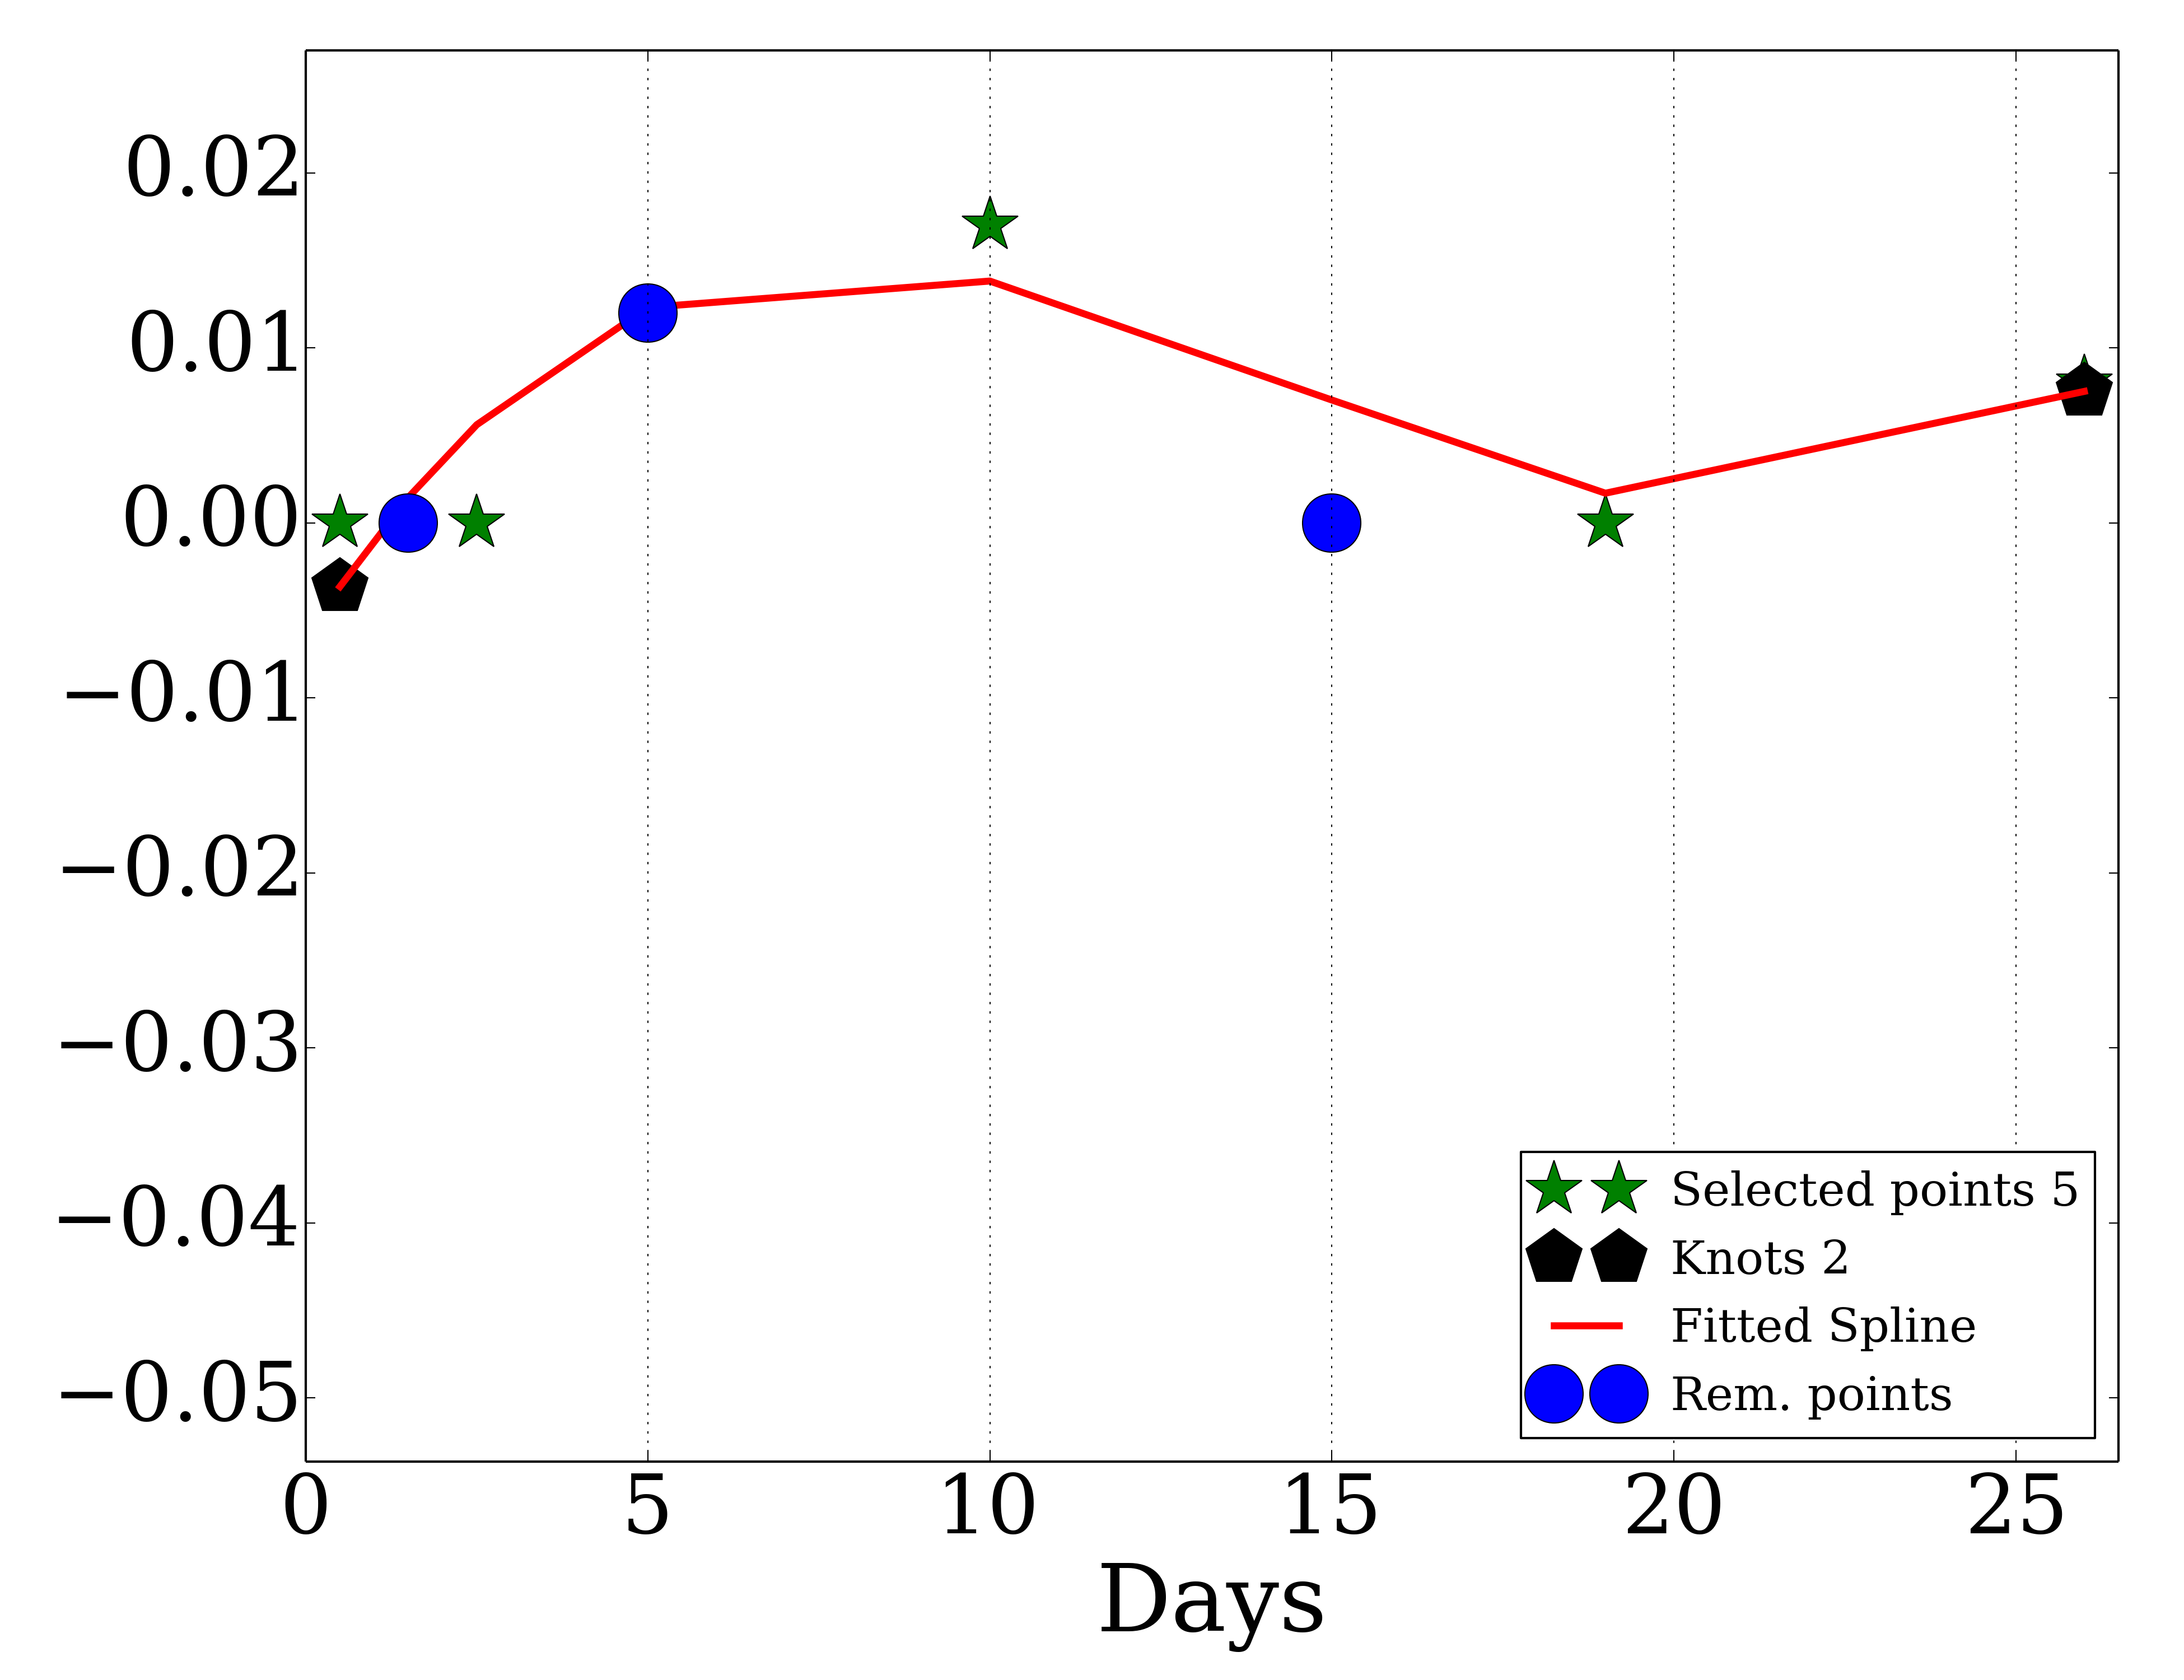 0.02
0.01
0.00
−0.01
−0.02
−0.03
−0.04
−0.05
Selected points 5
Knots 2
Fitted Spline
Rem. points
0 5 10 15 20 25
Days